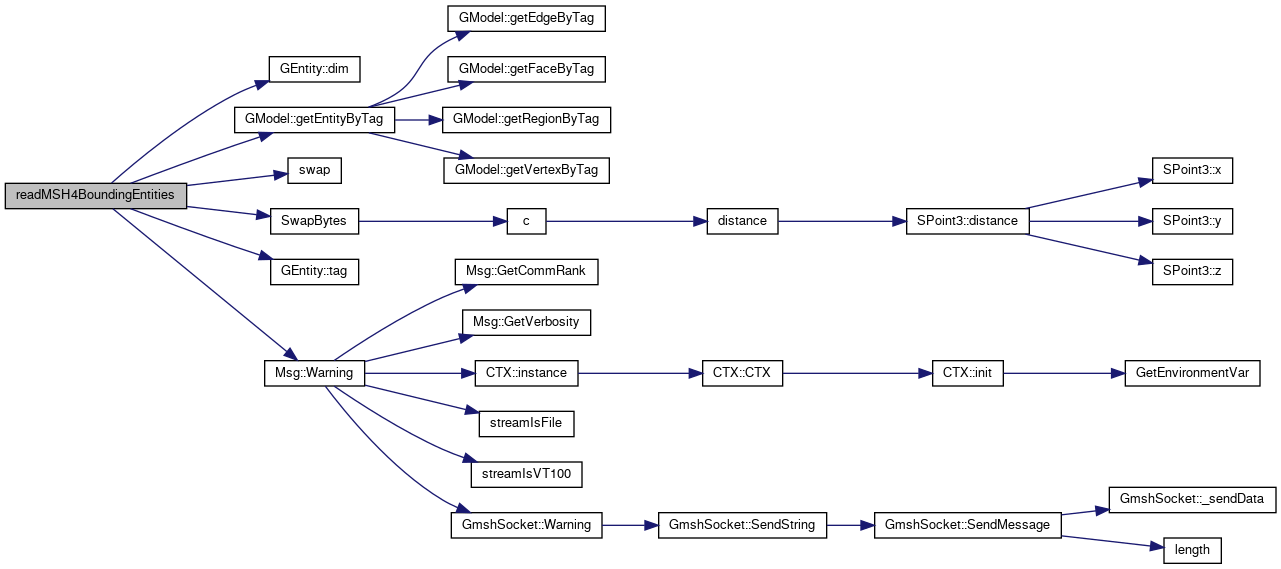 GModel::getEdgeByTag
GEntity::dim
GModel::getFaceByTag
GModel::getEntityByTag
GModel::getRegionByTag
swap
GModel::getVertexByTag
SPoint3::x
readMSH4BoundingEntities
SwapBytes
c
distance
SPoint3::distance
SPoint3::y
GEntity::tag
Msg::GetCommRank
SPoint3::z
Msg::GetVerbosity
Msg::Warning
CTX::instance
CTX::CTX
CTX::init
GetEnvironmentVar
streamIsFile
streamIsVT100
GmshSocket::_sendData
GmshSocket::Warning
GmshSocket::SendString
GmshSocket::SendMessage
length